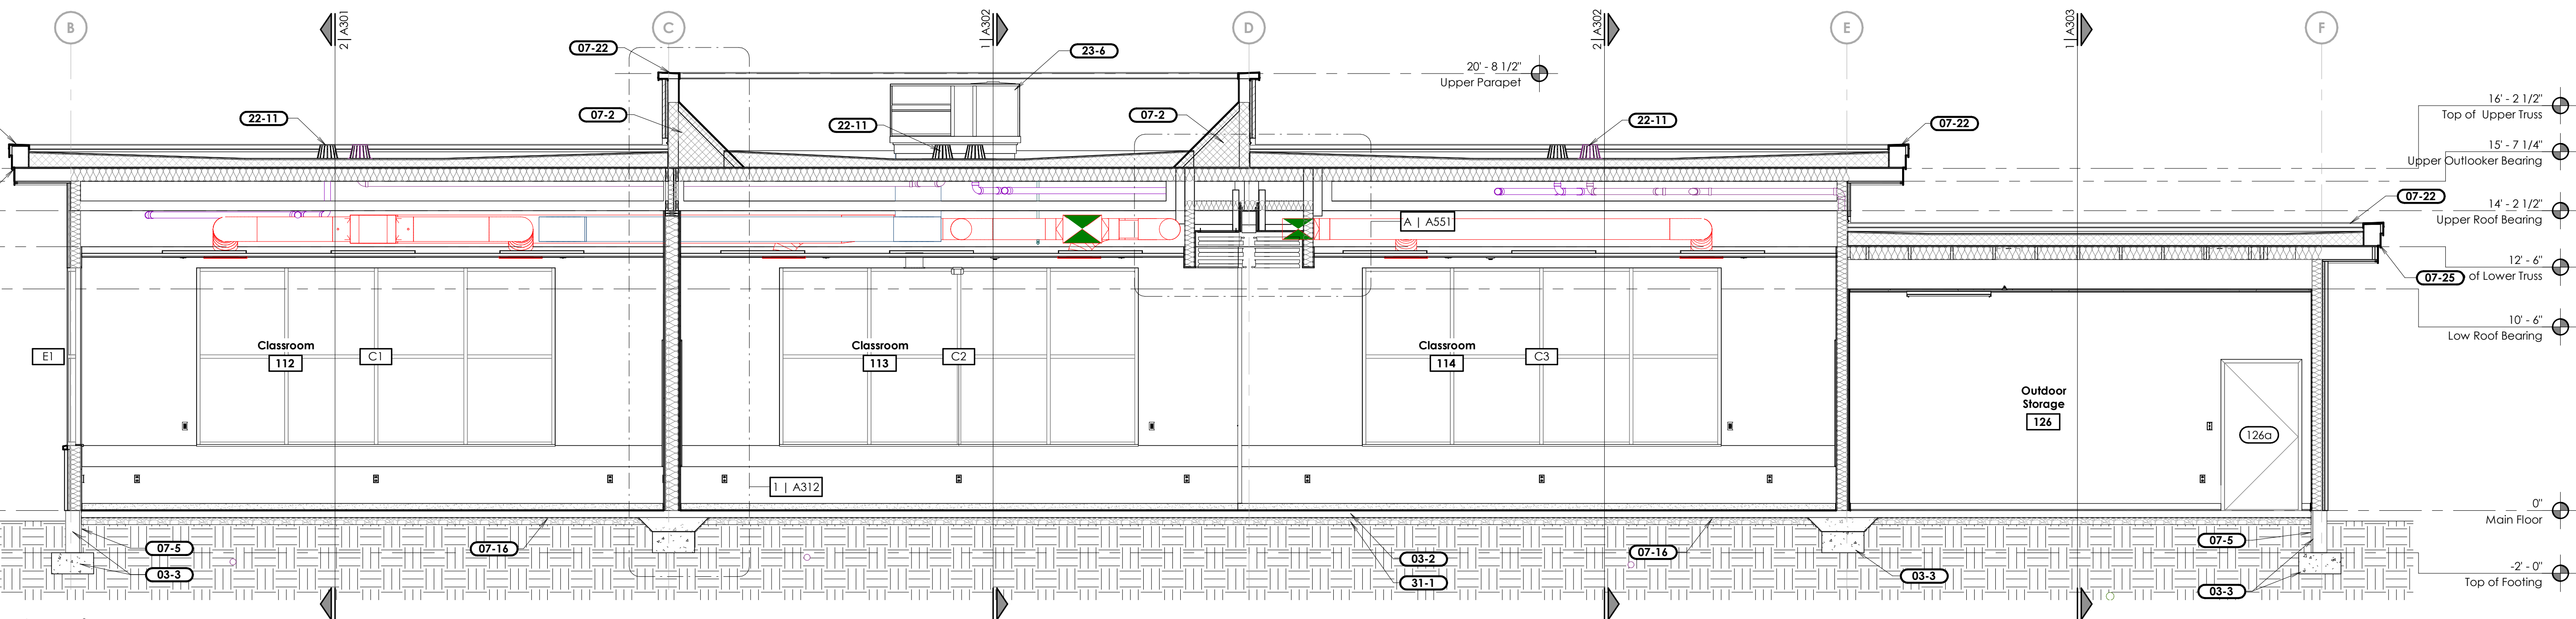 B
C
D
E
F
2 | A301
1 | A302
2 | A302
1 | A303
07-22
23-6
20' - 8 1/2"
Upper Parapet
16' - 2 1/2"
Top of Upper Truss
22-11
07-2
22-11
07-2
22-11
07-22
15' - 7 1/4"
Upper Outlooker Bearing
07-22
14' - 2 1/2"
Upper Roof Bearing
A | A551
12' - 6"
07-25
of Lower Truss
10' - 6"
Low Roof Bearing
E1
Classroom
112
C1
Classroom
113
C2
Classroom
114
C3
Outdoor
Storage
126
126a
1 | A312
0"
Main Floor
07-5
07-16
03-3
03-2
31-1
07-16
03-3
07-5
03-3
-2' - 0"
Top of Footing